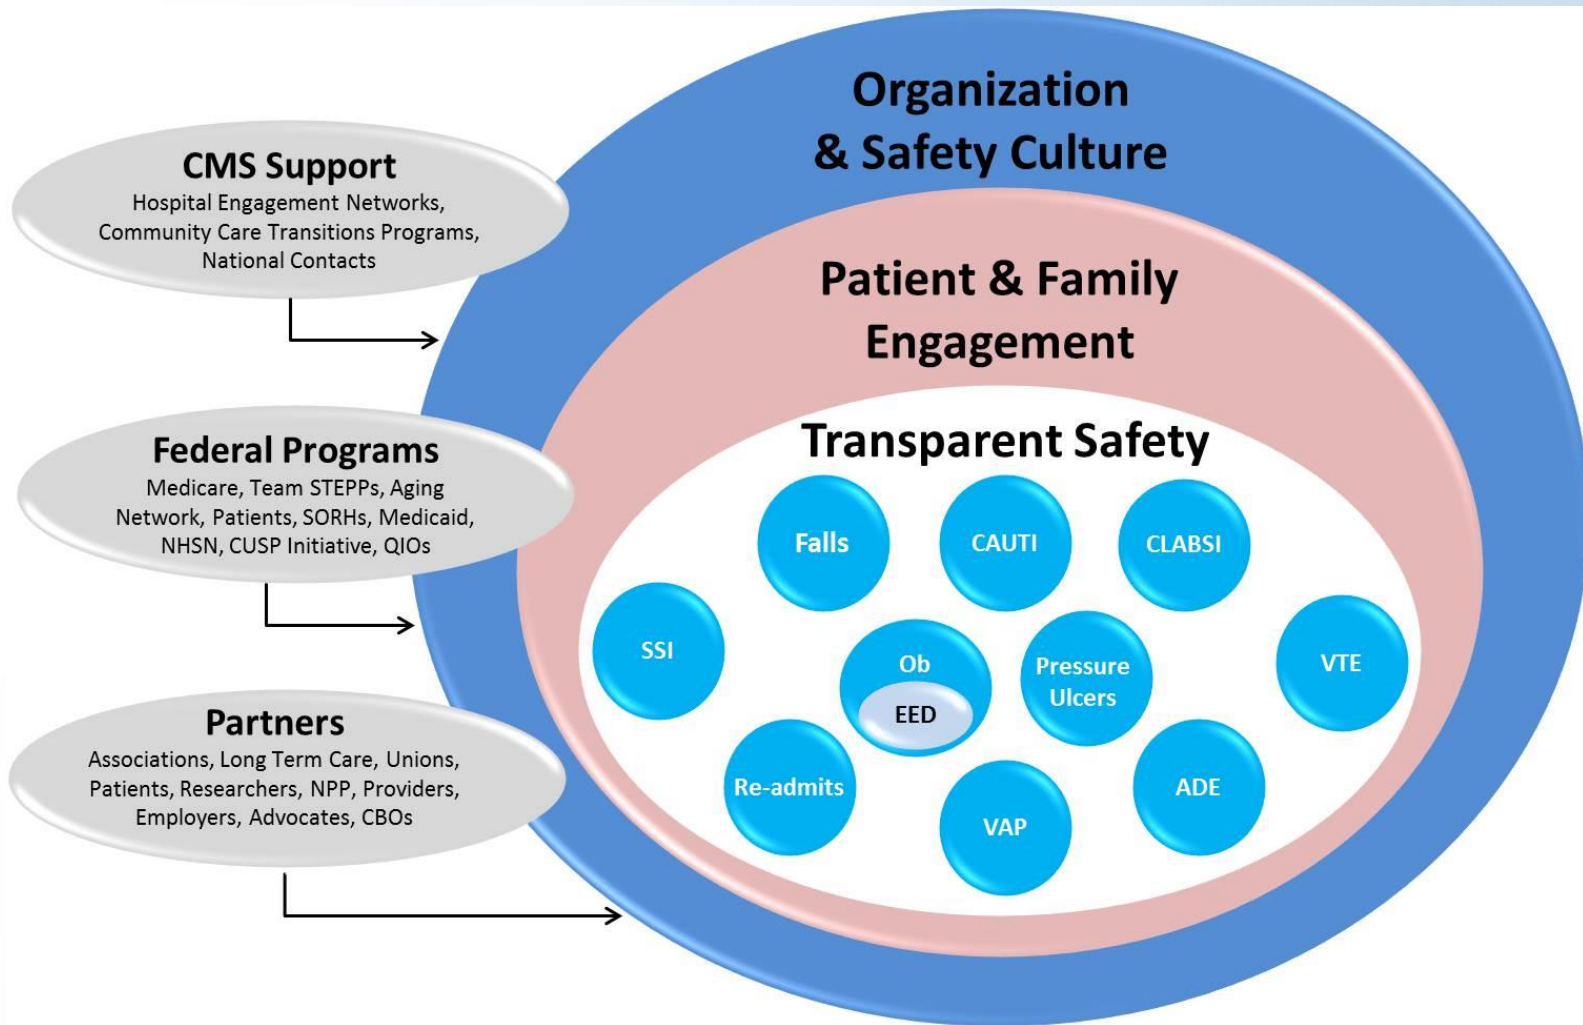 Organization
& Safety Culture
CMS Support
Hospital Engagement Networks,
Community Care Transitions Programs,
National Contacts
Patient & Family
Engagement
Federal Programs
Medicare, Team STEPPs, Aging
Network, Patients, SORHs, Medicaid,
NHSN, CUSP Initiative, QIOs
Transparent Safety
Falls
CAUTI
CLABSI
SSI
Ob
EED
Pressure
Ulcers
VTE
Partners
Associations, Long Term Care, Unions,
Patients, Researchers, NPP, Providers,
Employers, Advocates, CBOs
Re-admits
VAP
ADE